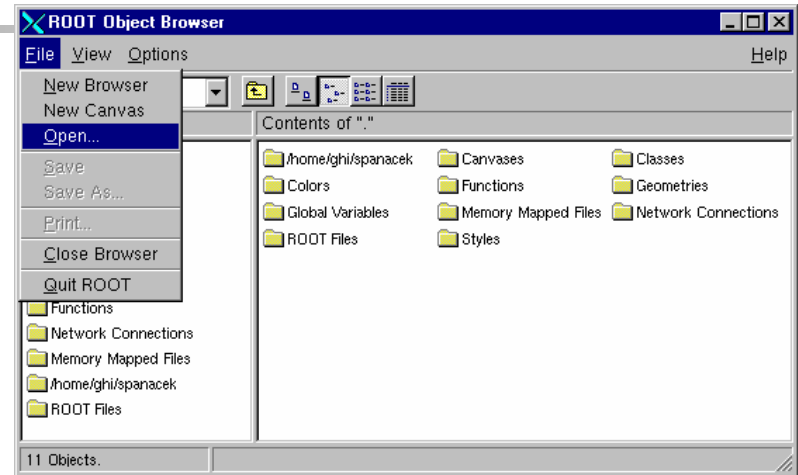 ROOT Object Browser
File View Options Help
New Browser
New Canvas
Open...
Save
Save As...
Print...
Close Browser
Quit ROOT
Contents of "."
/home/ghi/spanacek Canvases Classes
Colors Functions Geometries
Global Variables Memory Mapped Files Network Connections
ROOT Files Styles
Functions
Network Connections
Memory Mapped Files
/home/ghi/spanacek
ROOT Files
11 Objects.